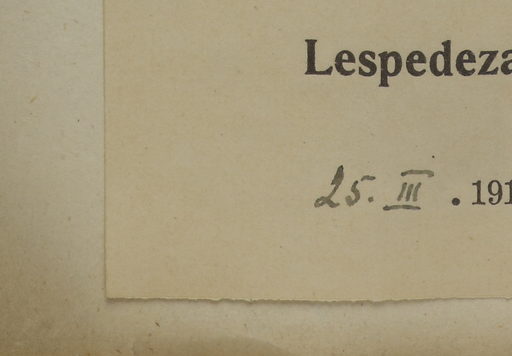 Lespedeza
25. III . 191